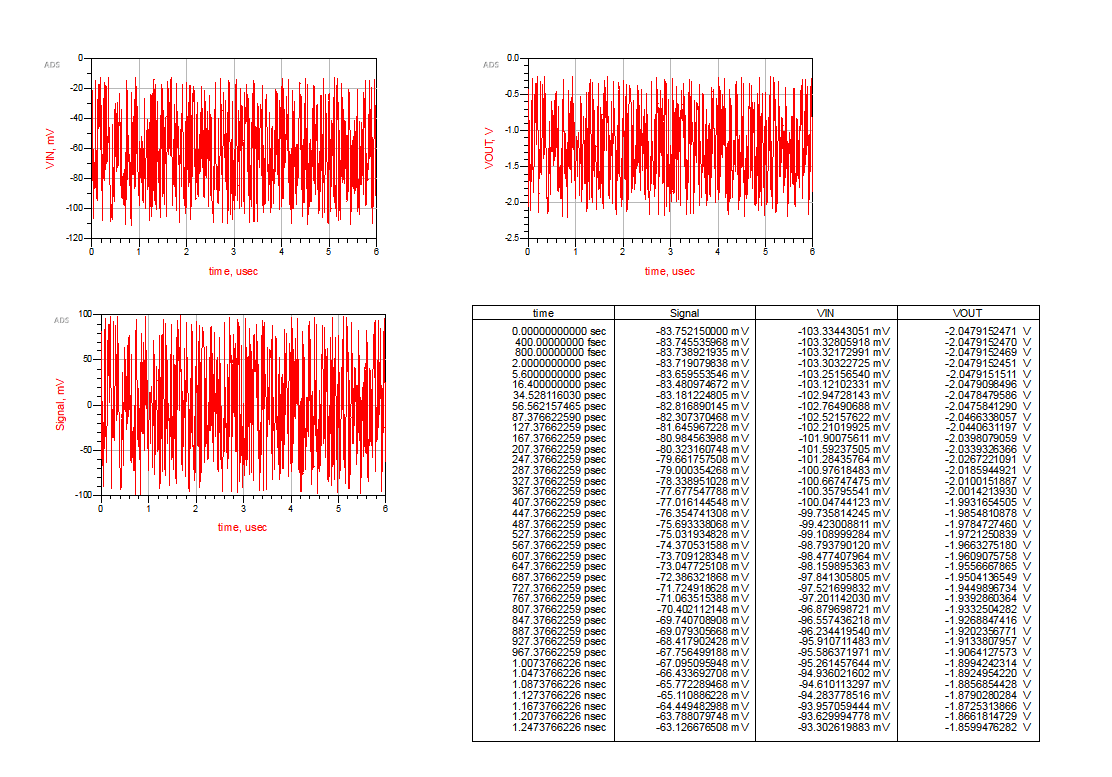 ADS
0
-20
-40
-60
-80
-100
-120
VIN, mV
0 1 2 3 4 5 6
time, usec
ADS
0.0
-0.5
-1.0
-1.5
-2.0
-2.5
VOUT, V
0 1 2 3 4 5 6
time, usec
ADS
100
50
0
-50
-100
Signal, mV
0 1 2 3 4 5 6
time, usec
time Signal VIN VOUT
0.00000000000 sec -83.752150000 mV -103.33443051 mV -2.0479152471 V
400.00000000 fsec -83.745535968 mV -103.32805918 mV -2.0479152470 V
800.00000000 fsec -83.738921935 mV -103.32172991 mV -2.0479152469 V
2.0000000000 psec -83.719079838 mV -103.30322725 mV -2.0479152451 V
5.6000000000 psec -83.659553546 mV -103.25156640 mV -2.0479151511 V
16.400000000 psec -83.480974672 mV -103.12102331 mV -2.0479098496 V
34.528116030 psec -83.181224805 mV -102.94728143 mV -2.0478479586 V
56.562157465 psec -82.816890145 mV -102.76490688 mV -2.0475841290 V
87.376622590 psec -82.307370468 mV -102.52157622 mV -2.0466338057 V
127.37662259 psec -81.645967228 mV -102.21019925 mV -2.0440631197 V
167.37662259 psec -80.984563988 mV -101.90075611 mV -2.0398079059 V
207.37662259 psec -80.323160748 mV -101.59237505 mV -2.0339326366 V
247.37662259 psec -79.661757508 mV -101.28435764 mV -2.0267221091 V
287.37662259 psec -79.000354268 mV -100.97618483 mV -2.0185944921 V
327.37662259 psec -78.338951028 mV -100.66747475 mV -2.0100151887 V
367.37662259 psec -77.677547788 mV -100.35795541 mV -2.0014213930 V
407.37662259 psec -77.016144548 mV -100.04744123 mV -1.9931654505 V
447.37662259 psec -76.354741308 mV -99.735814245 mV -1.9854810878 V
487.37662259 psec -75.693338068 mV -99.423008811 mV -1.9784727460 V
527.37662259 psec -75.031934828 mV -99.108999284 mV -1.9721250839 V
567.37662259 psec -74.370531588 mV -98.793790120 mV -1.9663275180 V
607.37662259 psec -73.709128348 mV -98.477407964 mV -1.9609075758 V
647.37662259 psec -73.047725108 mV -98.159895363 mV -1.9556667865 V
687.37662259 psec -72.386321868 mV -97.841305805 mV -1.9504136549 V
727.37662259 psec -71.724918628 mV -97.521699832 mV -1.9449896734 V
767.37662259 psec -71.063515388 mV -97.201142030 mV -1.9392860364 V
807.37662259 psec -70.402112148 mV -96.879698721 mV -1.9332504282 V
847.37662259 psec -69.740708908 mV -96.557436218 mV -1.9268847416 V
887.37662259 psec -69.079305668 mV -96.234419540 mV -1.9202356771 V
927.37662259 psec -68.417902428 mV -95.910711483 mV -1.9133807957 V
967.37662259 psec -67.756499188 mV -95.586371971 mV -1.9064127573 V
1.0073766226 nsec -67.095095948 mV -95.261457644 mV -1.8994242314 V
1.0473766226 nsec -66.433692708 mV -94.936021602 mV -1.8924954220 V
1.0873766226 nsec -65.772289468 mV -94.610113297 mV -1.8856854428 V
1.1273766226 nsec -65.110886228 mV -94.283778516 mV -1.8790280284 V
1.1673766226 nsec -64.449482988 mV -93.957059444 mV -1.8725313866 V
1.2073766226 nsec -63.788079748 mV -93.629994778 mV -1.8661814729 V
1.2473766226 nsec -63.126676508 mV -93.302619883 mV -1.8599476282 V